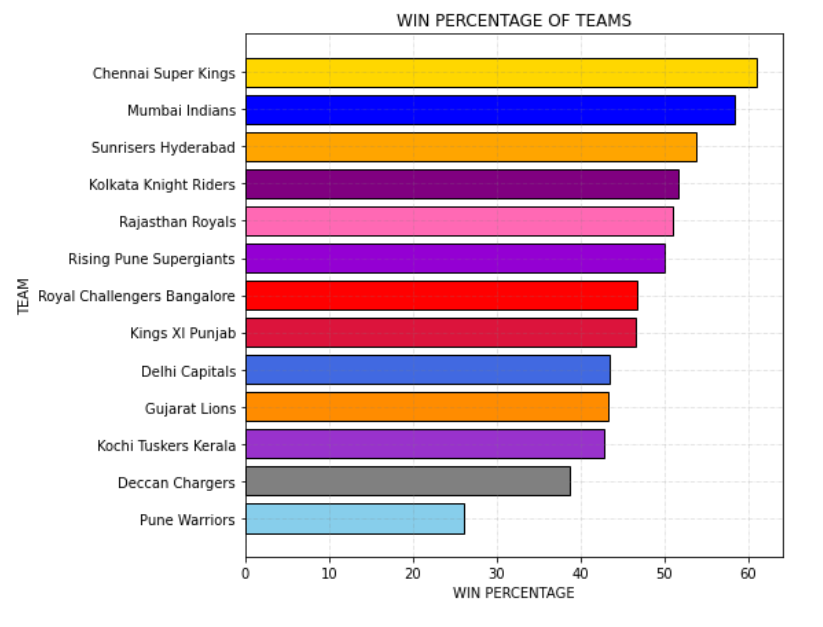 WIN PERCENTAGE OF TEAMS
Chennai Super Kings
Mumbai Indians
Sunrisers Hyderabad
Kolkata Knight Riders
Rajasthan Royals
Rising Pune Supergiants
TEAM
Royal Challengers Bangalore
Kings XI Punjab
Delhi Capitals
Gujarat Lions
Kochi Tuskers Kerala
Deccan Chargers
Pune Warriors
0 10 20 30 40 50 60
WIN PERCENTAGE